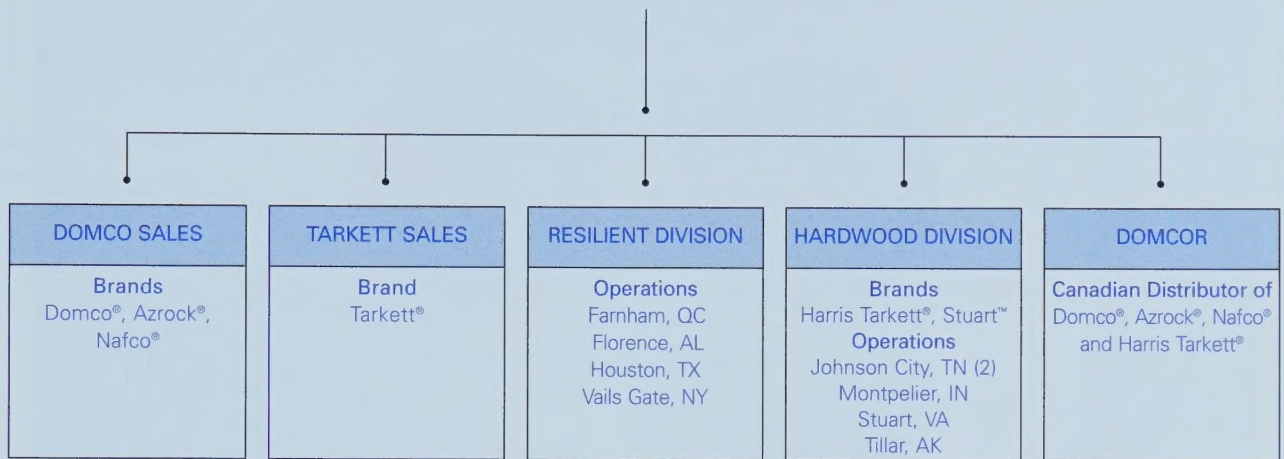 DOMCO SALES
Brands
Domco®, Azrock®,
Nafco®
TARKETT SALES
Brand
Tarkett®
RESILIENT DIVISION
Operations
Farnham, QC
Florence, AL
Houston, TX
Vails Gate, NY
HARDWOOD DIVISION
Brands
Harris Tarkett®, Stuart™
Operations
Johnson City, TN (2)
Montpelier, IN
Stuart, VA
Tillar, AK
DOMCOR
Canadian Distributor of
Domco®, Azrock®, Nafco®
and Harris Tarkett®